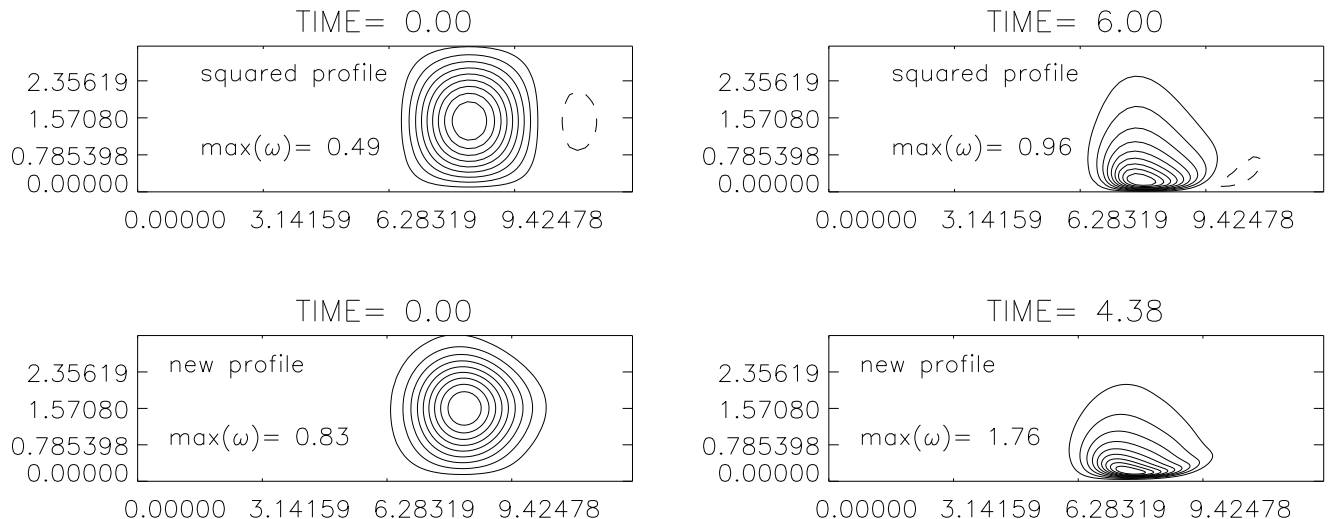 TIME= 0.00
squared profile
max(ω)= 0.49
2.35619
1.57080
0.785398
0.00000
0.00000 3.14159 6.28319 9.42478
TIME= 6.00
squared profile
max(ω)= 0.96
2.35619
1.57080
0.785398
0.00000
0.00000 3.14159 6.28319 9.42478
TIME= 0.00
new profile
max(ω)= 0.83
2.35619
1.57080
0.785398
0.00000
0.00000 3.14159 6.28319 9.42478
TIME= 4.38
new profile
max(ω)= 1.76
2.35619
1.57080
0.785398
0.00000
0.00000 3.14159 6.28319 9.42478